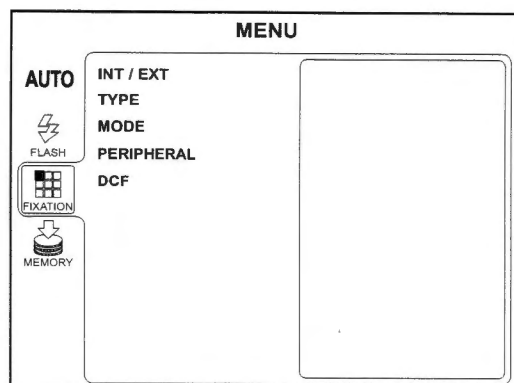 MENU
AUTO
FLASH
FIXATION
MEMORY
INT / EXT
TYPE
MODE
PERIPHERAL
DCF